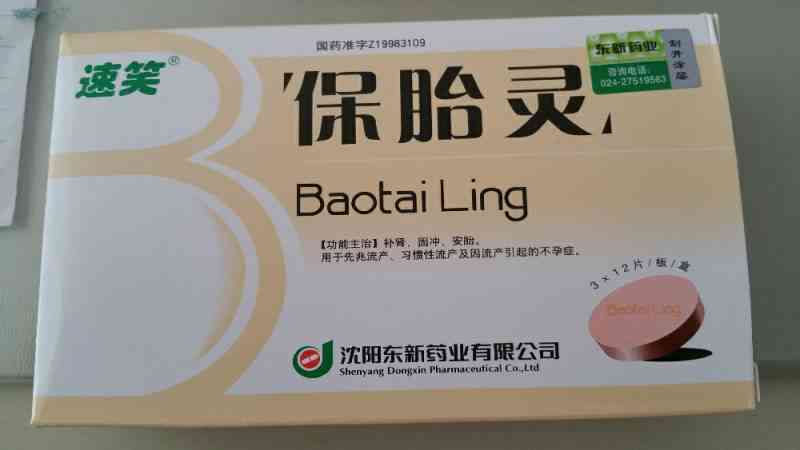 国药准字Z19983109
速笑®
保胎灵
东新药业
咨询电话:
024-27519563
刮开涂层
Baotai Ling
【功能主治】补肾、固冲、安胎。
用于先兆流产、习惯性流产及因流产引起的不孕症。
3×12片/板/盒
Baotai Ling
沈阳东新药业有限公司
Shenyang Dongxin Pharmaceutical Co.,Ltd